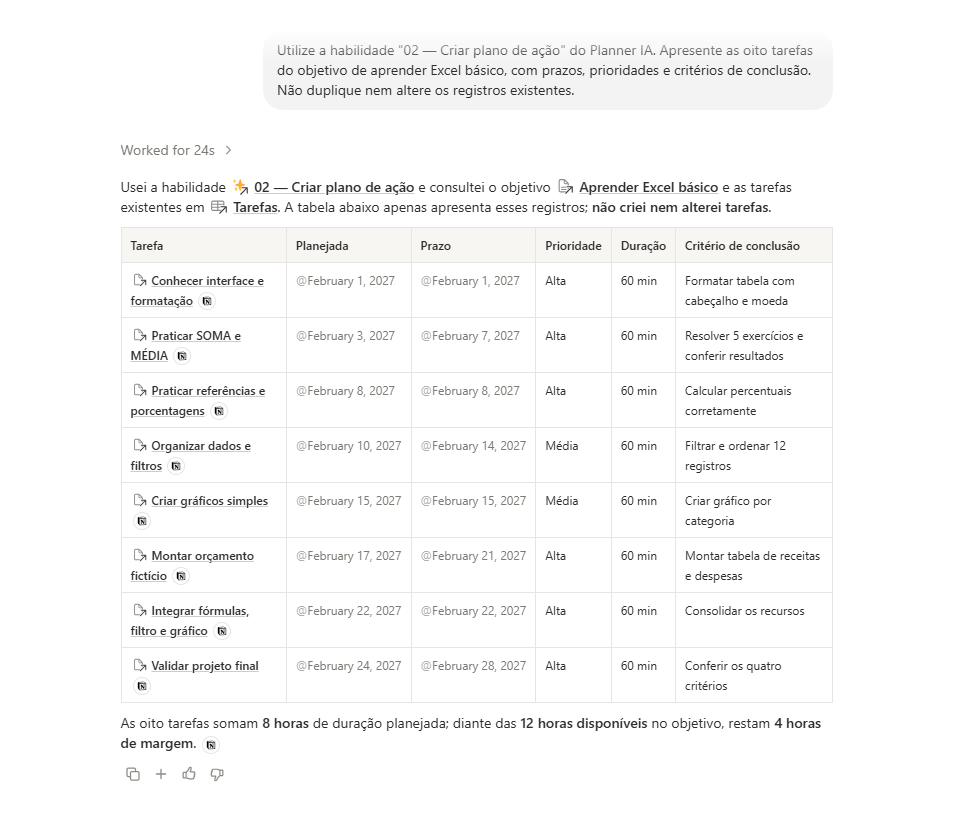 Utilize a habilidade "02 — Criar plano de ação" do Planner IA. Apresente as oito tarefas
do objetivo de aprender Excel básico, com prazos, prioridades e critérios de conclusão.
Não duplique nem altere os registros existentes.
Worked for 24s
Usei a habilidade 02 — Criar plano de ação e consultei o objetivo Aprender Excel básico e as tarefas
existentes em Tarefas. A tabela abaixo apenas apresenta esses registros; não criei nem alterei tarefas.
Tarefa Planejada Prazo Prioridade Duração Critério de conclusão
Conhecer interface e @February 1, 2027 @February 1, 2027 Alta 60 min Formatar tabela com
formatação cabeçalho e moeda
Praticar SOMA e @February 3, 2027 @February 7, 2027 Alta 60 min Resolver 5 exercícios e
MÉDIA conferir resultados
Praticar referências e @February 8, 2027 @February 8, 2027 Alta 60 min Calcular percentuais
porcentagens corretamente
Organizar dados e @February 10, 2027 @February 14, 2027 Média 60 min Filtrar e ordenar 12
filtros registros
Criar gráficos simples @February 15, 2027 @February 15, 2027 Média 60 min Criar gráfico por
categoria
Montar orçamento @February 17, 2027 @February 21, 2027 Alta 60 min Montar tabela de receitas
fictício e despesas
Integrar fórmulas, @February 22, 2027 @February 22, 2027 Alta 60 min Consolidar os recursos
filtro e gráfico
Validar projeto final @February 24, 2027 @February 28, 2027 Alta 60 min Conferir os quatro
critérios
As oito tarefas somam 8 horas de duração planejada; diante das 12 horas disponíveis no objetivo, restam 4 horas
de margem.